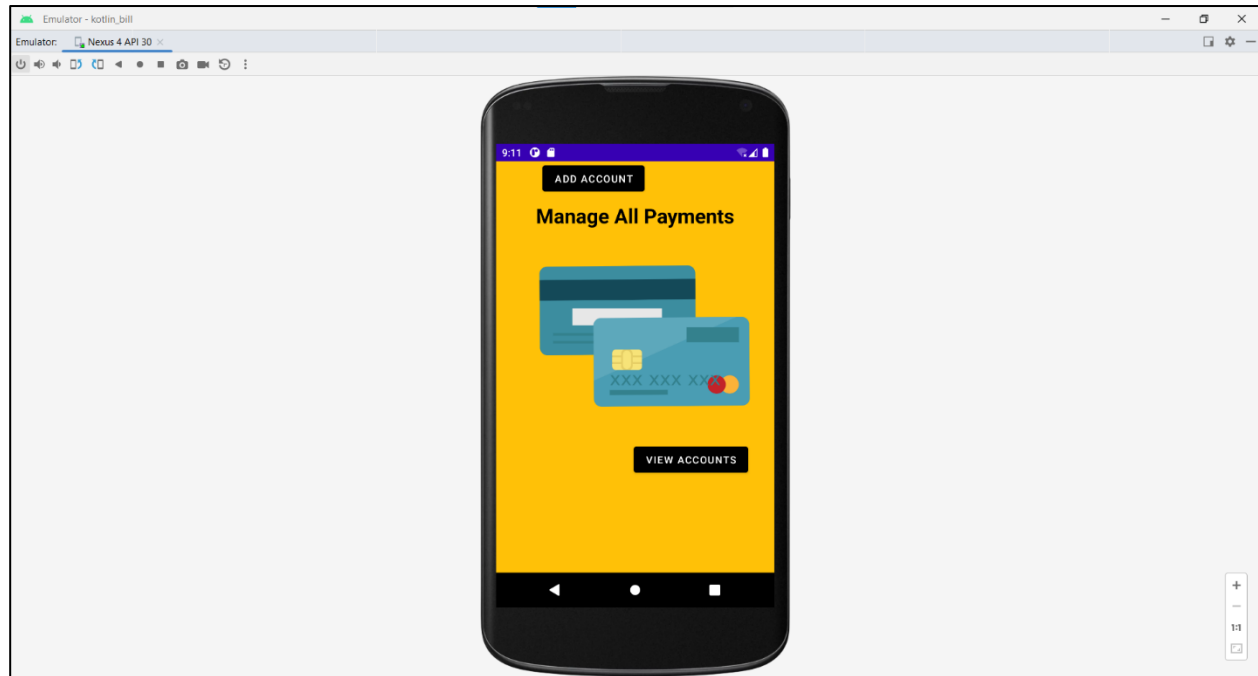 Emulator - kotlin_bill
Emulator: Nexus 4 API 30
9:11
ADD ACCOUNT
Manage All Payments
XXX XXX XXX
VIEW ACCOUNTS
1:1